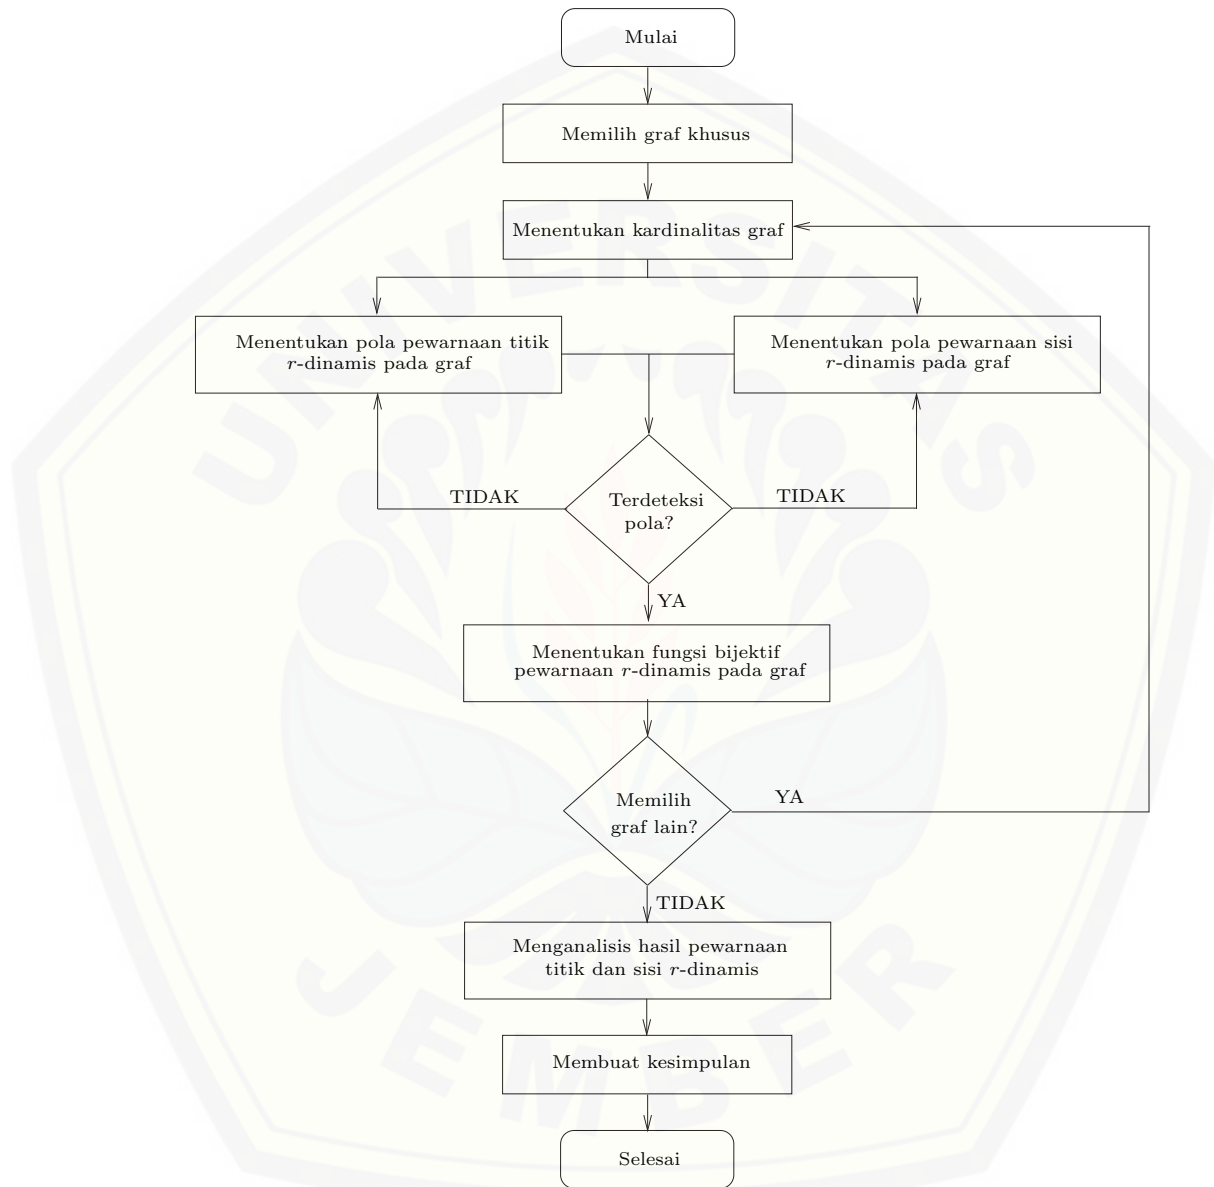 Mulai
Memilih graf khusus
Menentukan kardinalitas graf
Menentukan pola pewarnaan titik
r-dinamis pada graf
Menentukan pola pewarnaan sisi
r-dinamis pada graf
TIDAK
Terdeteksi
pola?
TIDAK
YA
Menentukan fungsi bijektif
pewarnaan r-dinamis pada graf
Memilih
graf lain?
YA
TIDAK
Menganalisis hasil pewarnaan
titik dan sisi r-dinamis
Membuat kesimpulan
Selesai
UNIVERSITAS
JEMBER